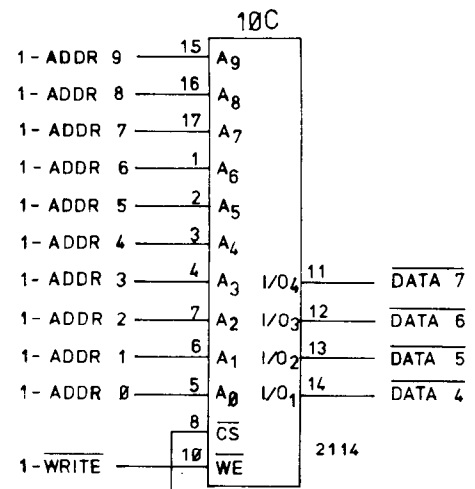 10C
1-ADDR 9 15 A9
1-ADDR 8 16 A8
1-ADDR 7 17 A7
1-ADDR 6 1 A6
1-ADDR 5 2 A5
1-ADDR 4 3 A4
1-ADDR 3 4 A3 I/O4 11 DATA 7
1-ADDR 2 7 A2 I/O3 12 DATA 6
1-ADDR 1 6 A1 I/O2 13 DATA 5
1-ADDR 0 5 A0 I/O1 14 DATA 4
8 CS
1-WRITE 10 WE 2114